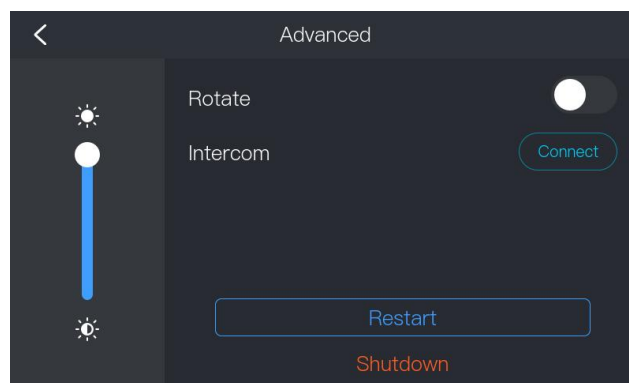 Advanced
Rotate
Intercom
Connect
Restart
Shutdown